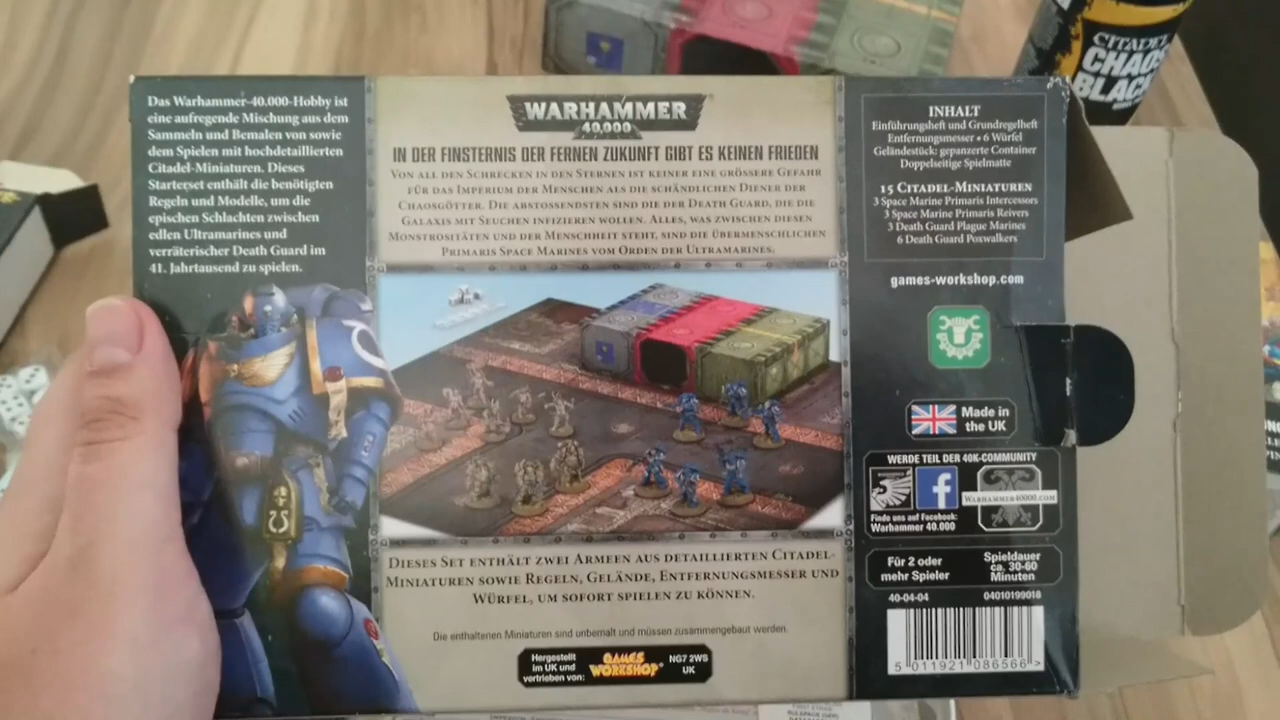 CITADEL
CHAOS
BLACK
Das Warhammer-40.000-Hobby ist
eine aufregende Mischung aus dem
Sammeln und Bemalen von sowie
dem Spielen mit hochdetaillierten
Citadel-Miniaturen. Dieses
Starterset enthält die benötigten
Regeln und Modelle, um die
epischen Schlachten zwischen
edlen Ultramarines und
verräterischer Death Guard im
41. Jahrtausend zu spielen.
WARHAMMER
40,000
IN DER FINSTERNIS DER FERNEN ZUKUNFT GIBT ES KEINEN FRIEDEN
VON ALL DEN SCHRECKEN IN DEN STERNEN IST KEINER EINE GRÖSSERE GEFAHR
FÜR DAS IMPERIUM DER MENSCHEN ALS DIE SCHÄNDLICHEN DIENER DER
CHAOSGÖTTER. DIE ABSTOSSENDSTEN SIND DIE DER DEATH GUARD, DIE DIE
GALAXIS MIT SEUCHEN INFIZIEREN WOLLEN. ALLES, WAS ZWISCHEN DIESEN
MONSTROSITÄTEN UND DER MENSCHHEIT STEHT, SIND DIE ÜBERMENSCHLICHEN
PRIMARIS SPACE MARINES VOM ORDEN DER ULTRAMARINES.
DIESES SET ENTHÄLT ZWEI ARMEEN AUS DETAILLIERTEN CITADEL-
MINIATUREN SOWIE REGELN, GELÄNDE, ENTFERNUNGSMESSER UND
WÜRFEL, UM SOFORT SPIELEN ZU KÖNNEN.
Die enthaltenen Miniaturen sind unbemalt und müssen zusammengebaut werden.
Hergestellt
im UK und
vertrieben von:
GAMES
WORKSHOP
NG7 2WS
UK
INHALT
Einführungsheft und Grundregelheft
Entfernungsmesser • 6 Würfel
Geländestück: gepanzerte Container
Doppelseitige Spielmatte
15 CITADEL-MINIATUREN
3 Space Marine Primaris Intercessors
3 Space Marine Primaris Reivers
3 Death Guard Plague Marines
6 Death Guard Poxwalkers
games-workshop.com
Made in
the UK
WERDE TEIL DER 40K-COMMUNITY
Finde uns auf Facebook:
Warhammer 40.000
WARHAMMER40000.COM
Für 2 oder
mehr Spieler
Spieldauer
ca. 30-60
Minuten
40-04-04
04010199018
5 011921 086566 >